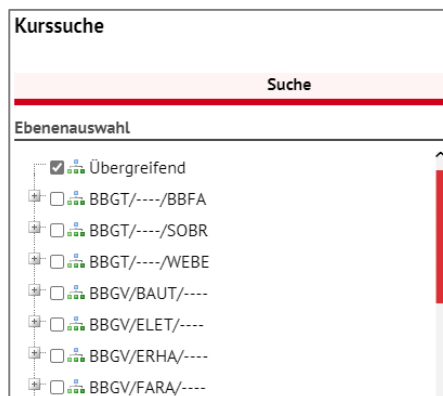 Kurssuche
Suche
Ebenenauswahl
Übergreifend
BBGT/----/BBFA
BBGT/----/SOBR
BBGT/----/WEBE
BBGV/BAUT/----
BBGV/ELET/----
BBGV/ERHA/----
BBGV/FARA/----